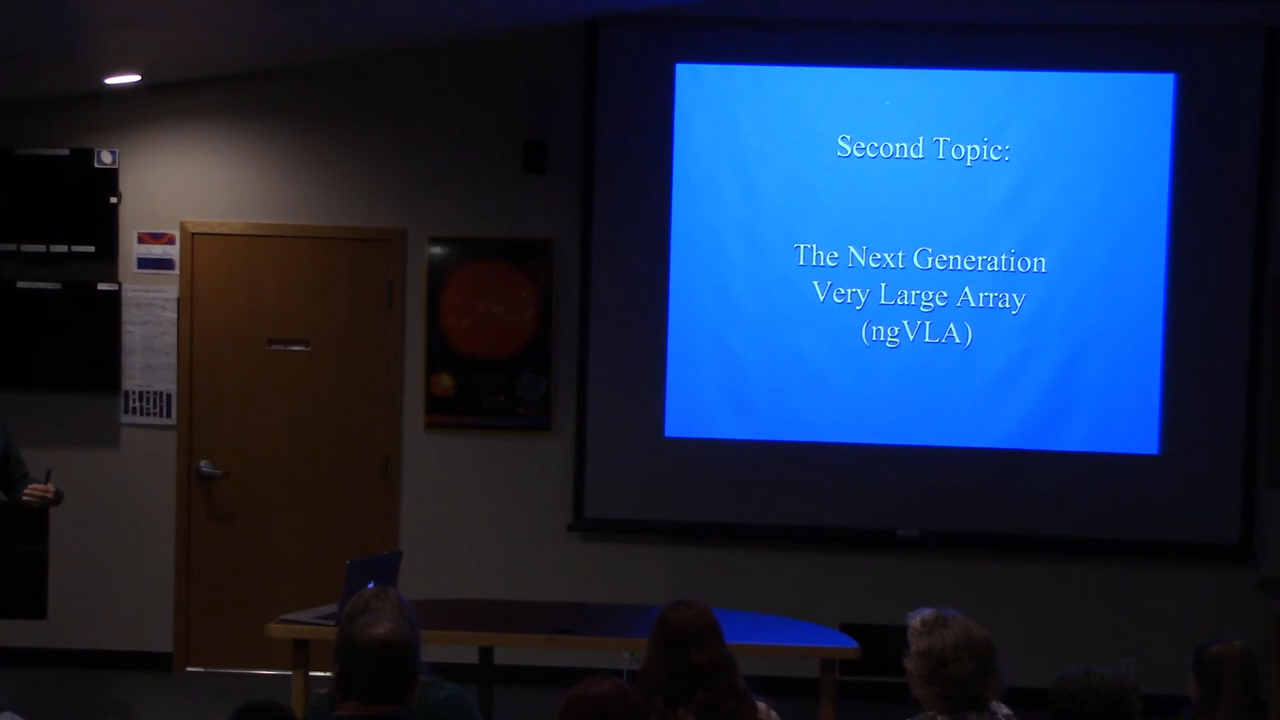 Second Topic:
The Next Generation
Very Large Array
(ngVLA)